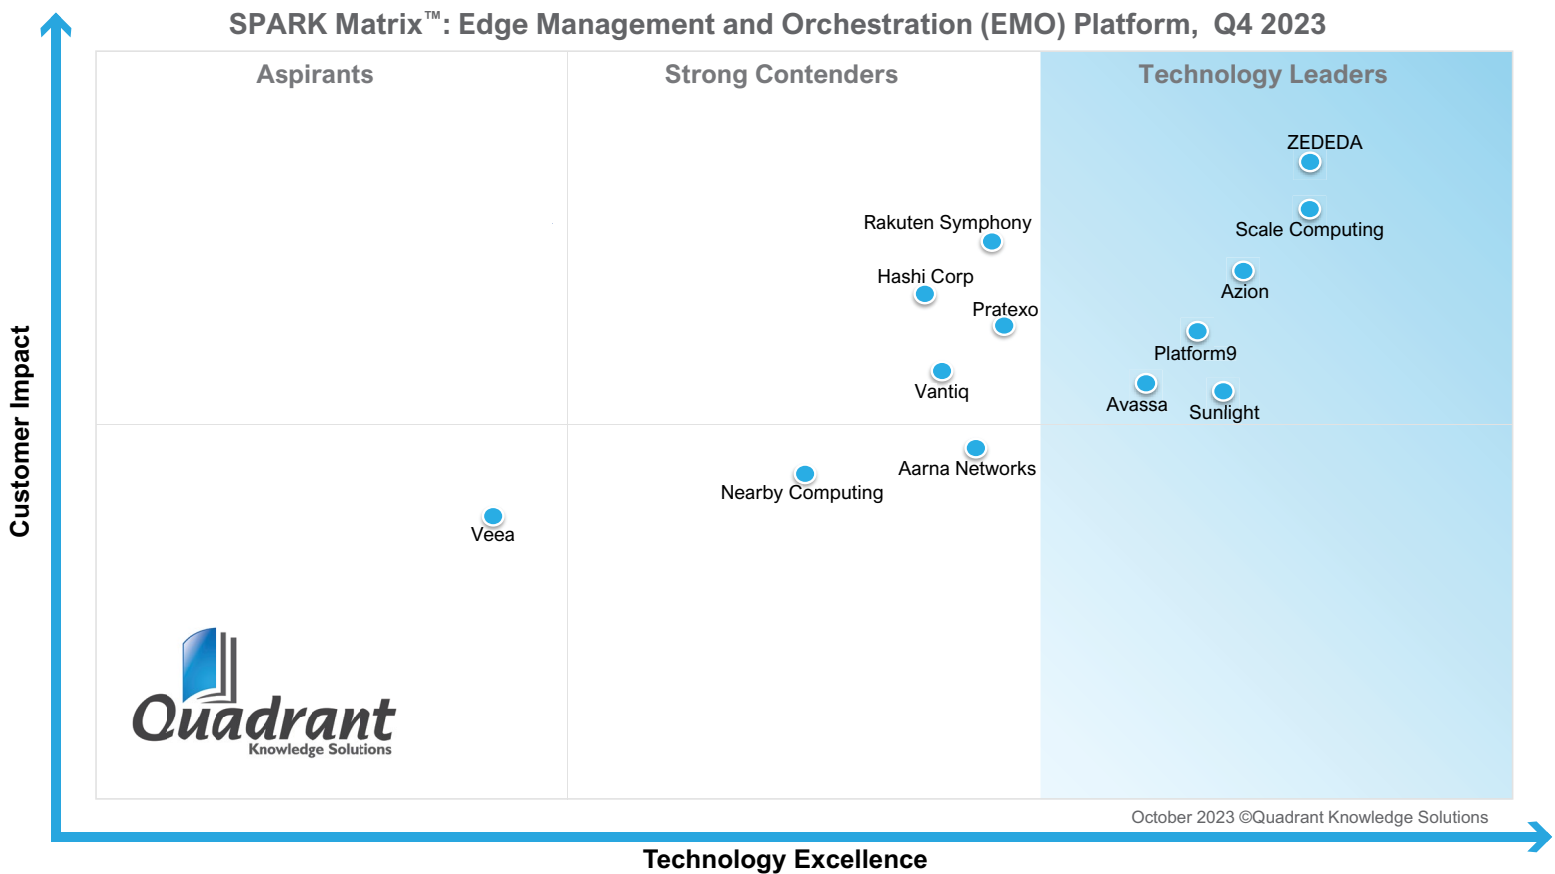 SPARK Matrix™: Edge Management and Orchestration (EMO) Platform, Q4 2023
Aspirants
Strong Contenders
Technology Leaders
ZEDEDA
Rakuten Symphony
Scale Computing
Hashi Corp
Azion
Pratexo
Platform9
Vantiq
Avassa
Sunlight
Aarna Networks
Nearby Computing
Veea
Customer Impact
Quadrant
Knowledge Solutions
October 2023 ©Quadrant Knowledge Solutions
Technology Excellence